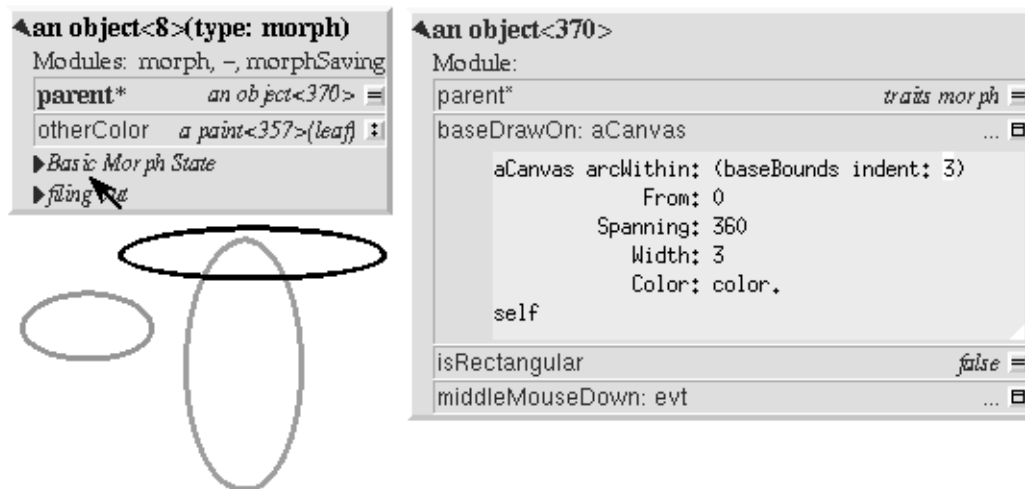 an object<8>(type: morph)
Modules: morph, –, morphSaving
parent* an object<370> =
otherColor a paint<357>(leaf) :
Basic Morph State
filing out
an object<370>
Module:
parent* traits morph =
baseDrawOn: aCanvas ...
aCanvas arcWithin: (baseBounds indent: 3)
From: 0
Spanning: 360
Width: 3
Color: color.
self
isRectangular false =
middleMouseDown: evt ...